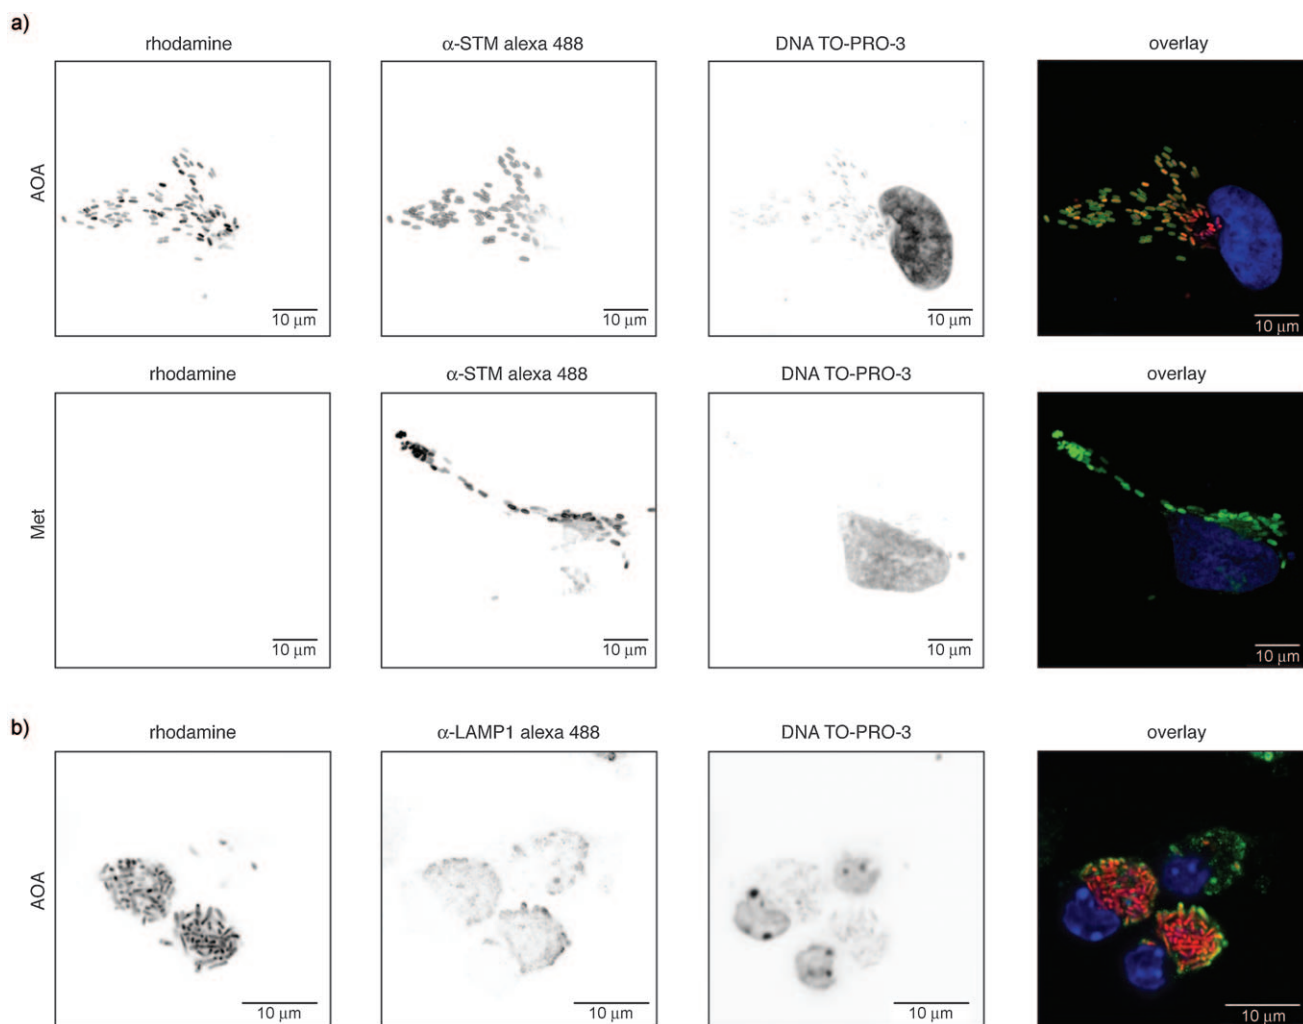 a)
rhodamine α-STM alexa 488 DNA TO-PRO-3 overlay
AOA
10 μm 10 μm 10 μm 10 μm
rhodamine α-STM alexa 488 DNA TO-PRO-3 overlay
Met
10 μm 10 μm 10 μm 10 μm
b)
rhodamine α-LAMP1 alexa 488 DNA TO-PRO-3 overlay
AOA
10 μm 10 μm 10 μm 10 μm